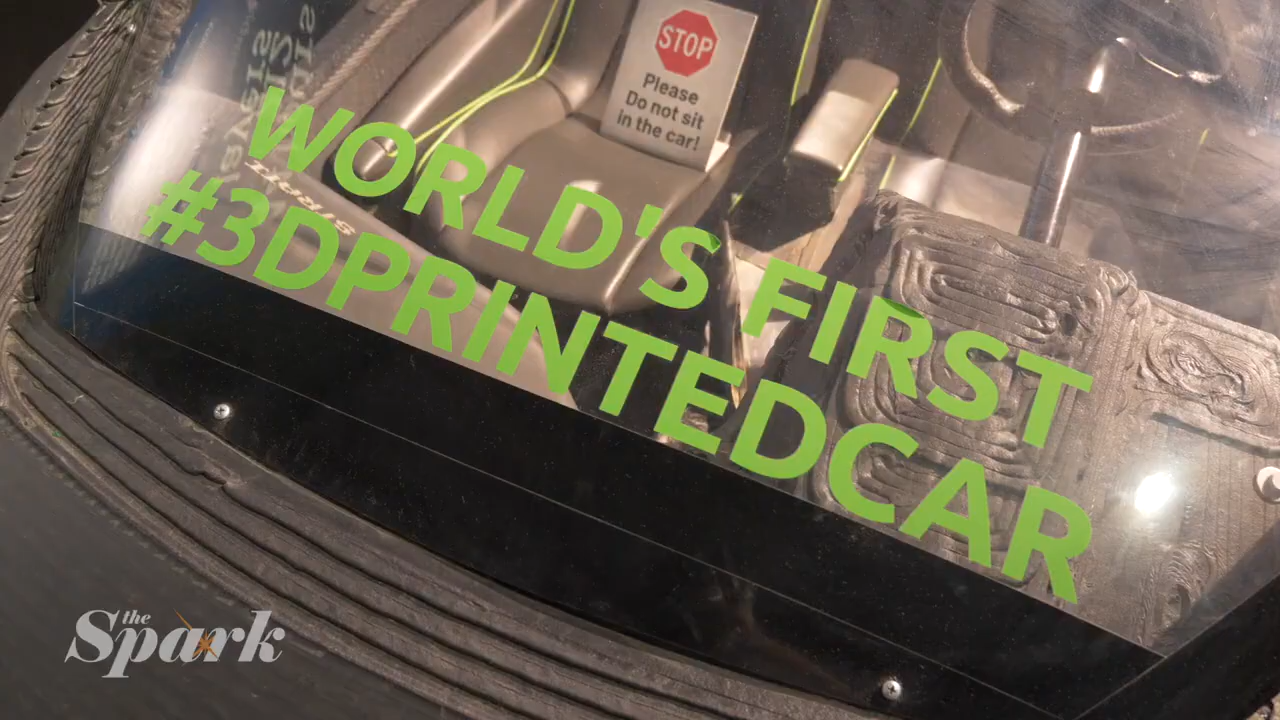 STOP
Please
Do not sit
in the car!
WORLD'S FIRST
#3DPRINTEDCAR
the
Spark